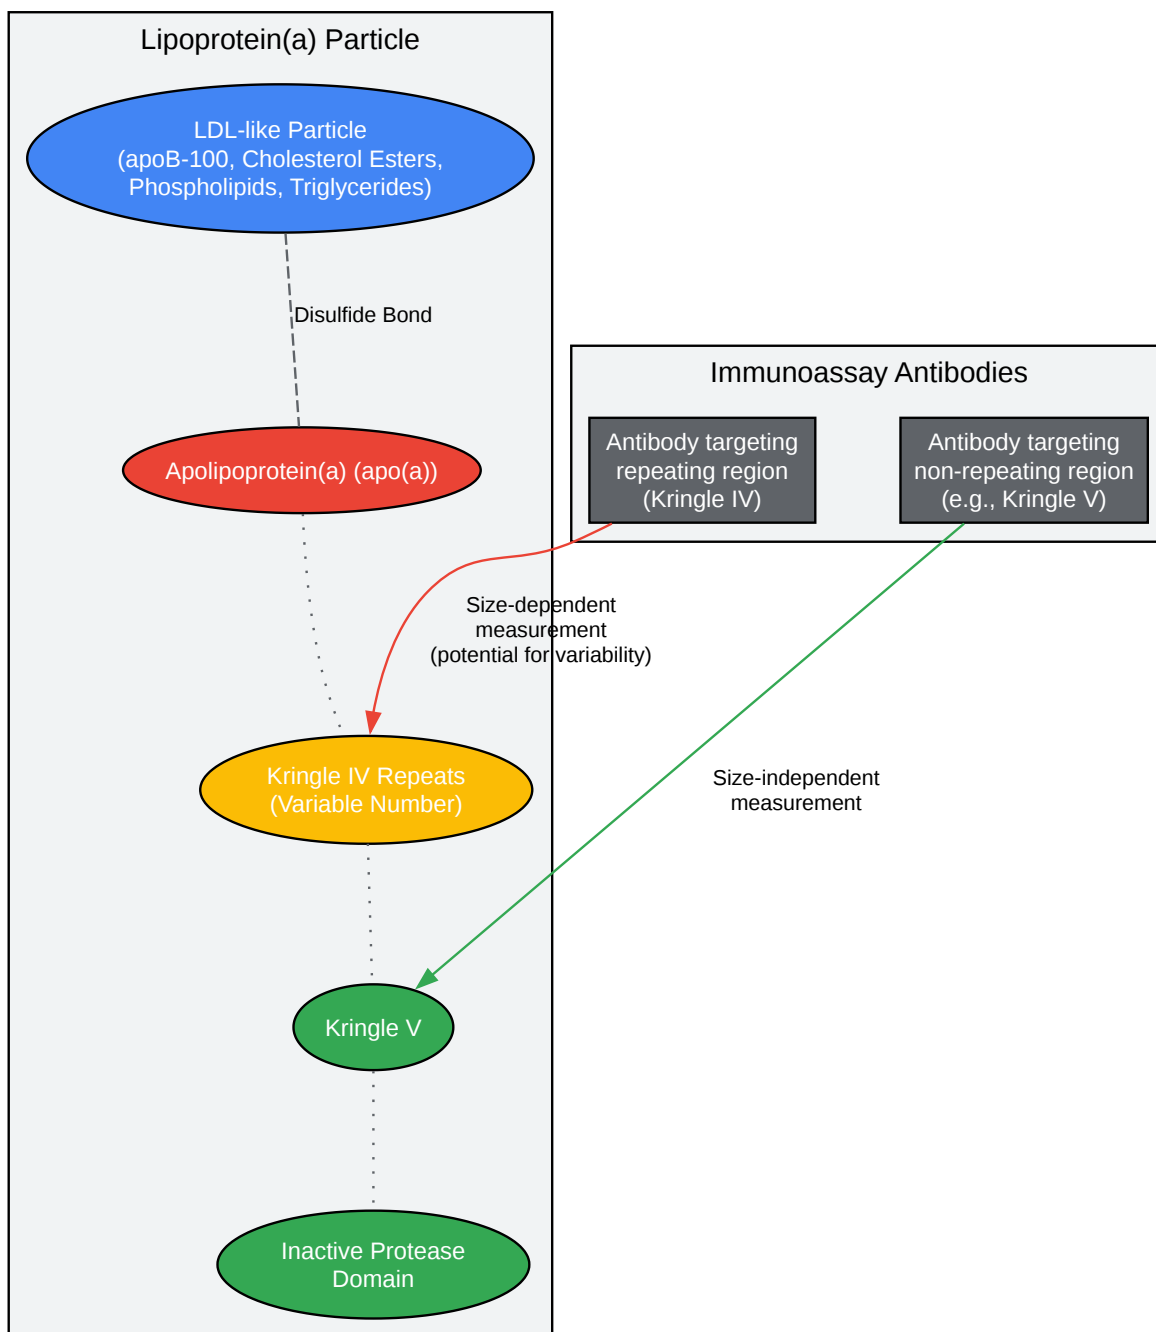 Lipoprotein(a) Particle
LDL-like Particle
(apoB-100, Cholesterol Esters,
Phospholipids, Triglycerides)
Disulfide Bond
Immunoassay Antibodies
Antibody targeting
repeating region
(Kringle IV)
Antibody targeting
non-repeating region
(e.g., Kringle V)
Apolipoprotein(a) (apo(a))
Size-dependent
measurement
(potential for variability)
Kringle IV Repeats
(Variable Number)
Size-independent
measurement
Kringle V
Inactive Protease
Domain